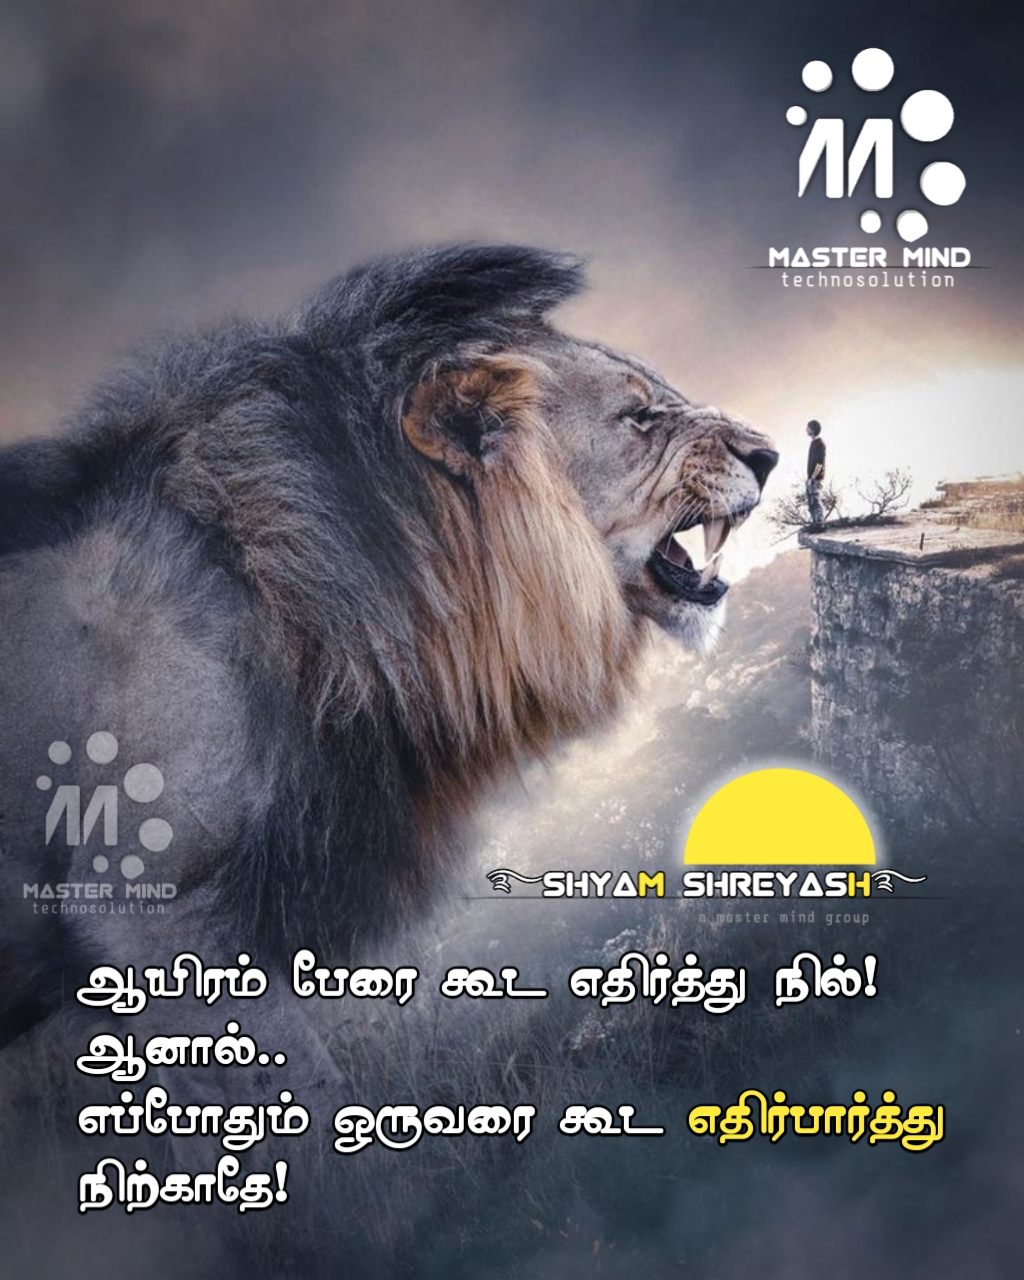 MASTER MIND
technosolution
MASTER MIND
technosolution
SHYAM SHREYASH
a master mind group
ஆயிரம் பேரை கூட எதிர்த்து நில்!
ஆனால்..
எப்போதும் ஒருவரை கூட எதிர்பார்த்து
நிற்காதே!